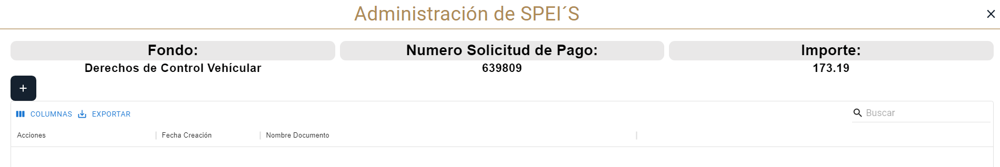 Administración de SPEI´S
Fondo: Numero Solicitud de Pago: Importe:
Derechos de Control Vehícular 639809 173.19
COLUMNAS EXPORTAR Buscar
Acciones Fecha Creación Nombre Documento